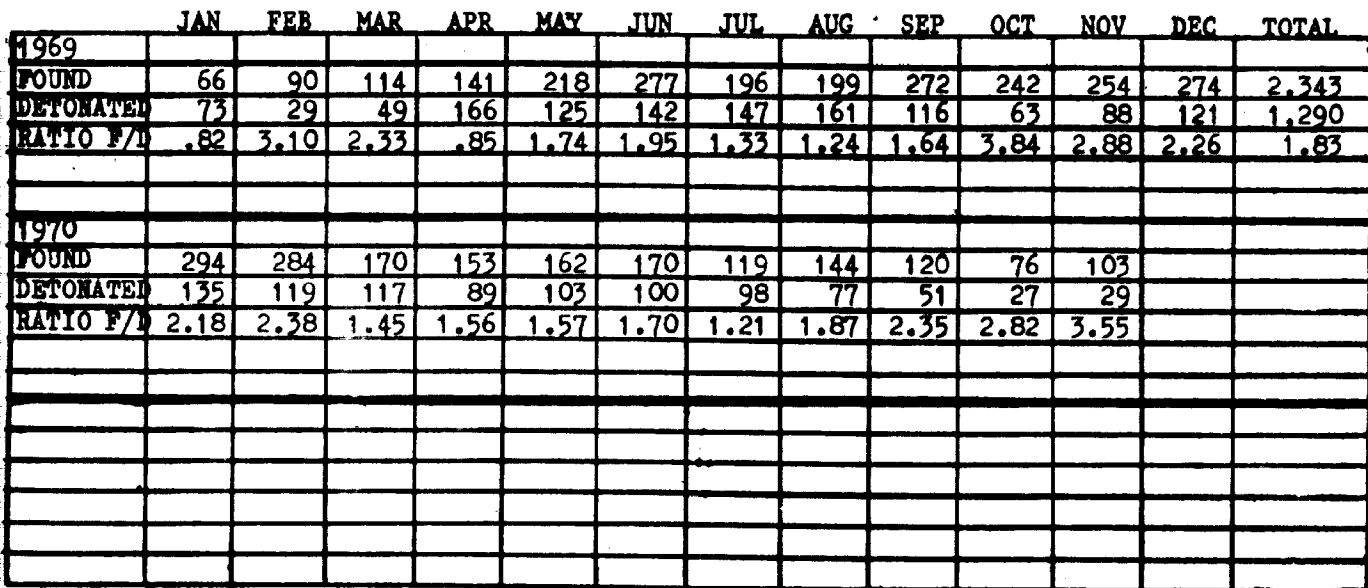 JAN FEB MAR APR MAY JUN JUL AUG SEP OCT NOV DEC TOTAL
1969
FOUND 66 90 114 141 218 277 196 199 272 242 254 274 2.343
DETONATED 73 29 49 166 125 142 147 161 116 63 88 121 1,290
RATIO F/D .82 3.10 2.33 .85 1.74 1.95 1.33 1.24 1.64 3.84 2.88 2.26 1.83
1970
FOUND 294 284 170 153 162 170 119 144 120 76 103
DETONATED 135 119 117 89 103 100 98 77 51 27 29
RATIO F/D 2.18 2.38 1.45 1.56 1.57 1.70 1.21 1.87 2.35 2.82 3.55